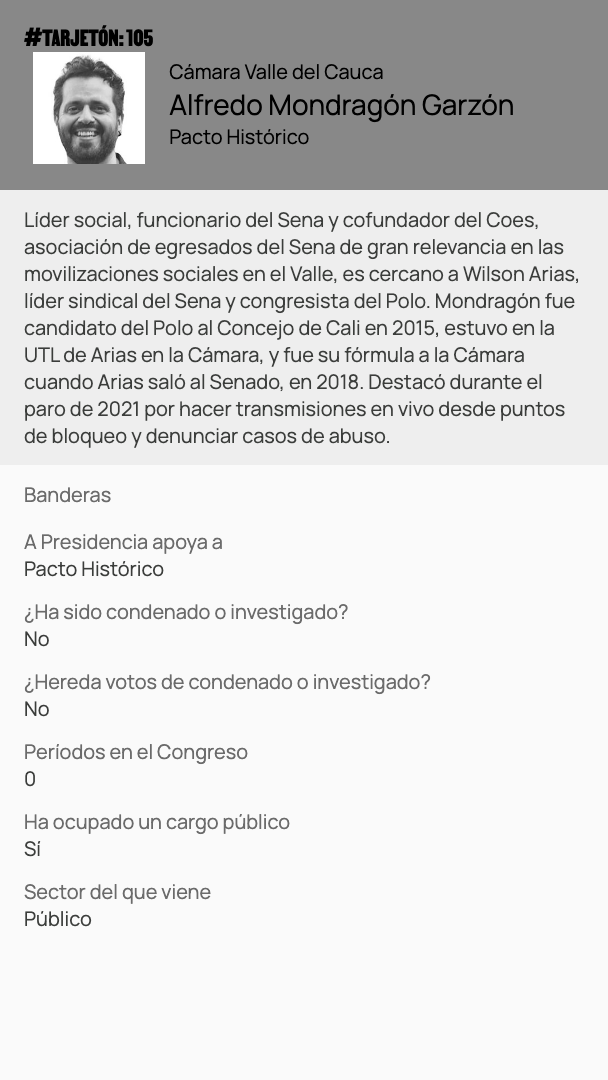 #TARJETÓN: 105
Cámara Valle del Cauca
Alfredo Mondragón Garzón
Pacto Histórico
Líder social, funcionario del Sena y cofundador del Coes,
asociación de egresados del Sena de gran relevancia en las
movilizaciones sociales en el Valle, es cercano a Wilson Arias,
líder sindical del Sena y congresista del Polo. Mondragón fue
candidato del Polo al Concejo de Cali en 2015, estuvo en la
UTL de Arias en la Cámara, y fue su fórmula a la Cámara
cuando Arias saló al Senado, en 2018. Destacó durante el
paro de 2021 por hacer transmisiones en vivo desde puntos
de bloqueo y denunciar casos de abuso.
Banderas
A Presidencia apoya a
Pacto Histórico
¿Ha sido condenado o investigado?
No
¿Hereda votos de condenado o investigado?
No
Períodos en el Congreso
0
Ha ocupado un cargo público
Sí
Sector del que viene
Público